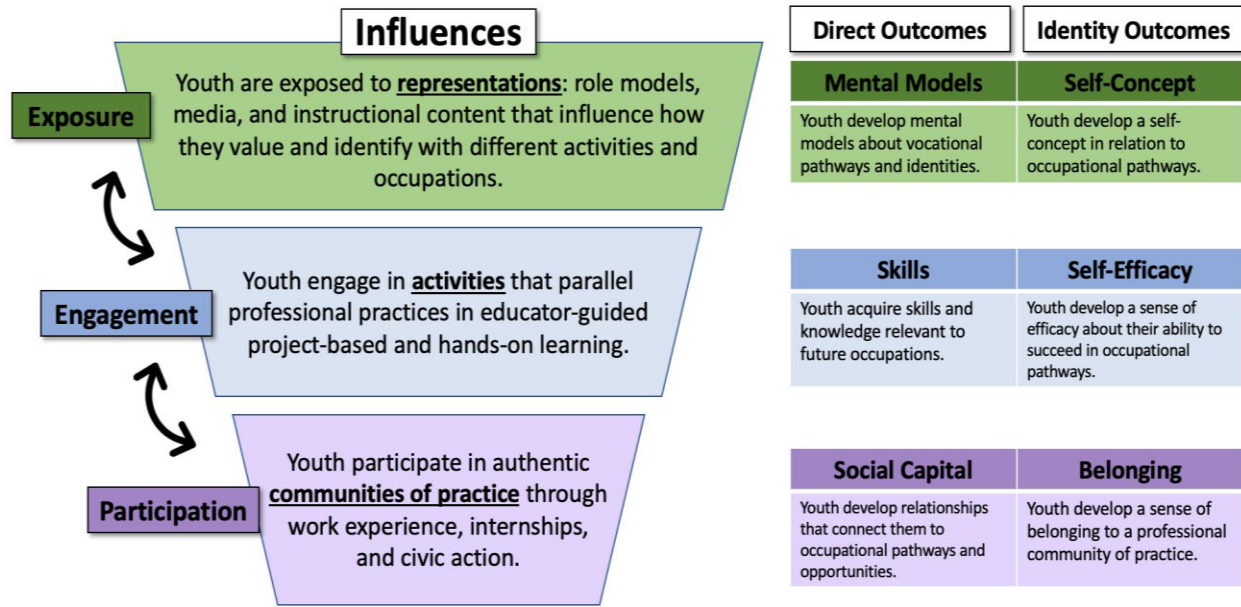 Influences
Direct Outcomes
Identity Outcomes
Exposure
Youth are exposed to representations: role models,
media, and instructional content that influence how
they value and identify with different activities and
occupations.
Mental Models
Self-Concept
Youth develop mental
models about vocational
pathways and identities.
Youth develop a self-
concept in relation to
occupational pathways.
Engagement
Youth engage in activities that parallel
professional practices in educator-guided
project-based and hands-on learning.
Skills
Self-Efficacy
Youth acquire skills and
knowledge relevant to
future occupations.
Youth develop a sense of
efficacy about their ability to
succeed in occupational
pathways.
Participation
Youth participate in authentic
communities of practice through
work experience, internships,
and civic action.
Social Capital
Belonging
Youth develop relationships
that connect them to
occupational pathways and
opportunities.
Youth develop a sense of
belonging to a professional
community of practice.